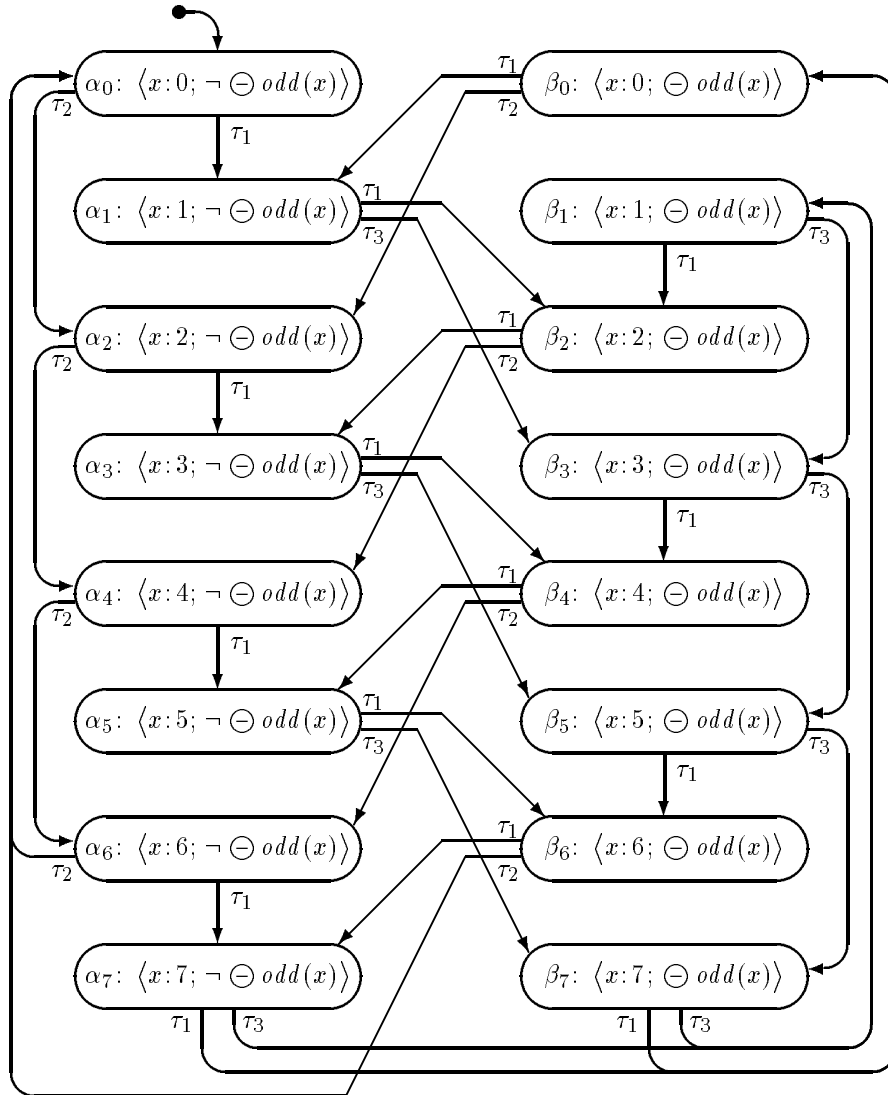 τ₁
α₀: ⟨x:0; ¬ ⊖ odd(x)⟩ β₀: ⟨x:0; ⊖ odd(x)⟩
τ₂ τ₂
τ₁
τ₁
α₁: ⟨x:1; ¬ ⊖ odd(x)⟩ β₁: ⟨x:1; ⊖ odd(x)⟩
τ₃ τ₃
τ₁
τ₁
α₂: ⟨x:2; ¬ ⊖ odd(x)⟩ β₂: ⟨x:2; ⊖ odd(x)⟩
τ₂ τ₂
τ₁
τ₁
α₃: ⟨x:3; ¬ ⊖ odd(x)⟩ β₃: ⟨x:3; ⊖ odd(x)⟩
τ₃ τ₃
τ₁
τ₁
α₄: ⟨x:4; ¬ ⊖ odd(x)⟩ β₄: ⟨x:4; ⊖ odd(x)⟩
τ₂ τ₂
τ₁
τ₁
α₅: ⟨x:5; ¬ ⊖ odd(x)⟩ β₅: ⟨x:5; ⊖ odd(x)⟩
τ₃ τ₃
τ₁
τ₁
α₆: ⟨x:6; ¬ ⊖ odd(x)⟩ β₆: ⟨x:6; ⊖ odd(x)⟩
τ₂ τ₂
τ₁
α₇: ⟨x:7; ¬ ⊖ odd(x)⟩ β₇: ⟨x:7; ⊖ odd(x)⟩
τ₁ τ₃ τ₁ τ₃